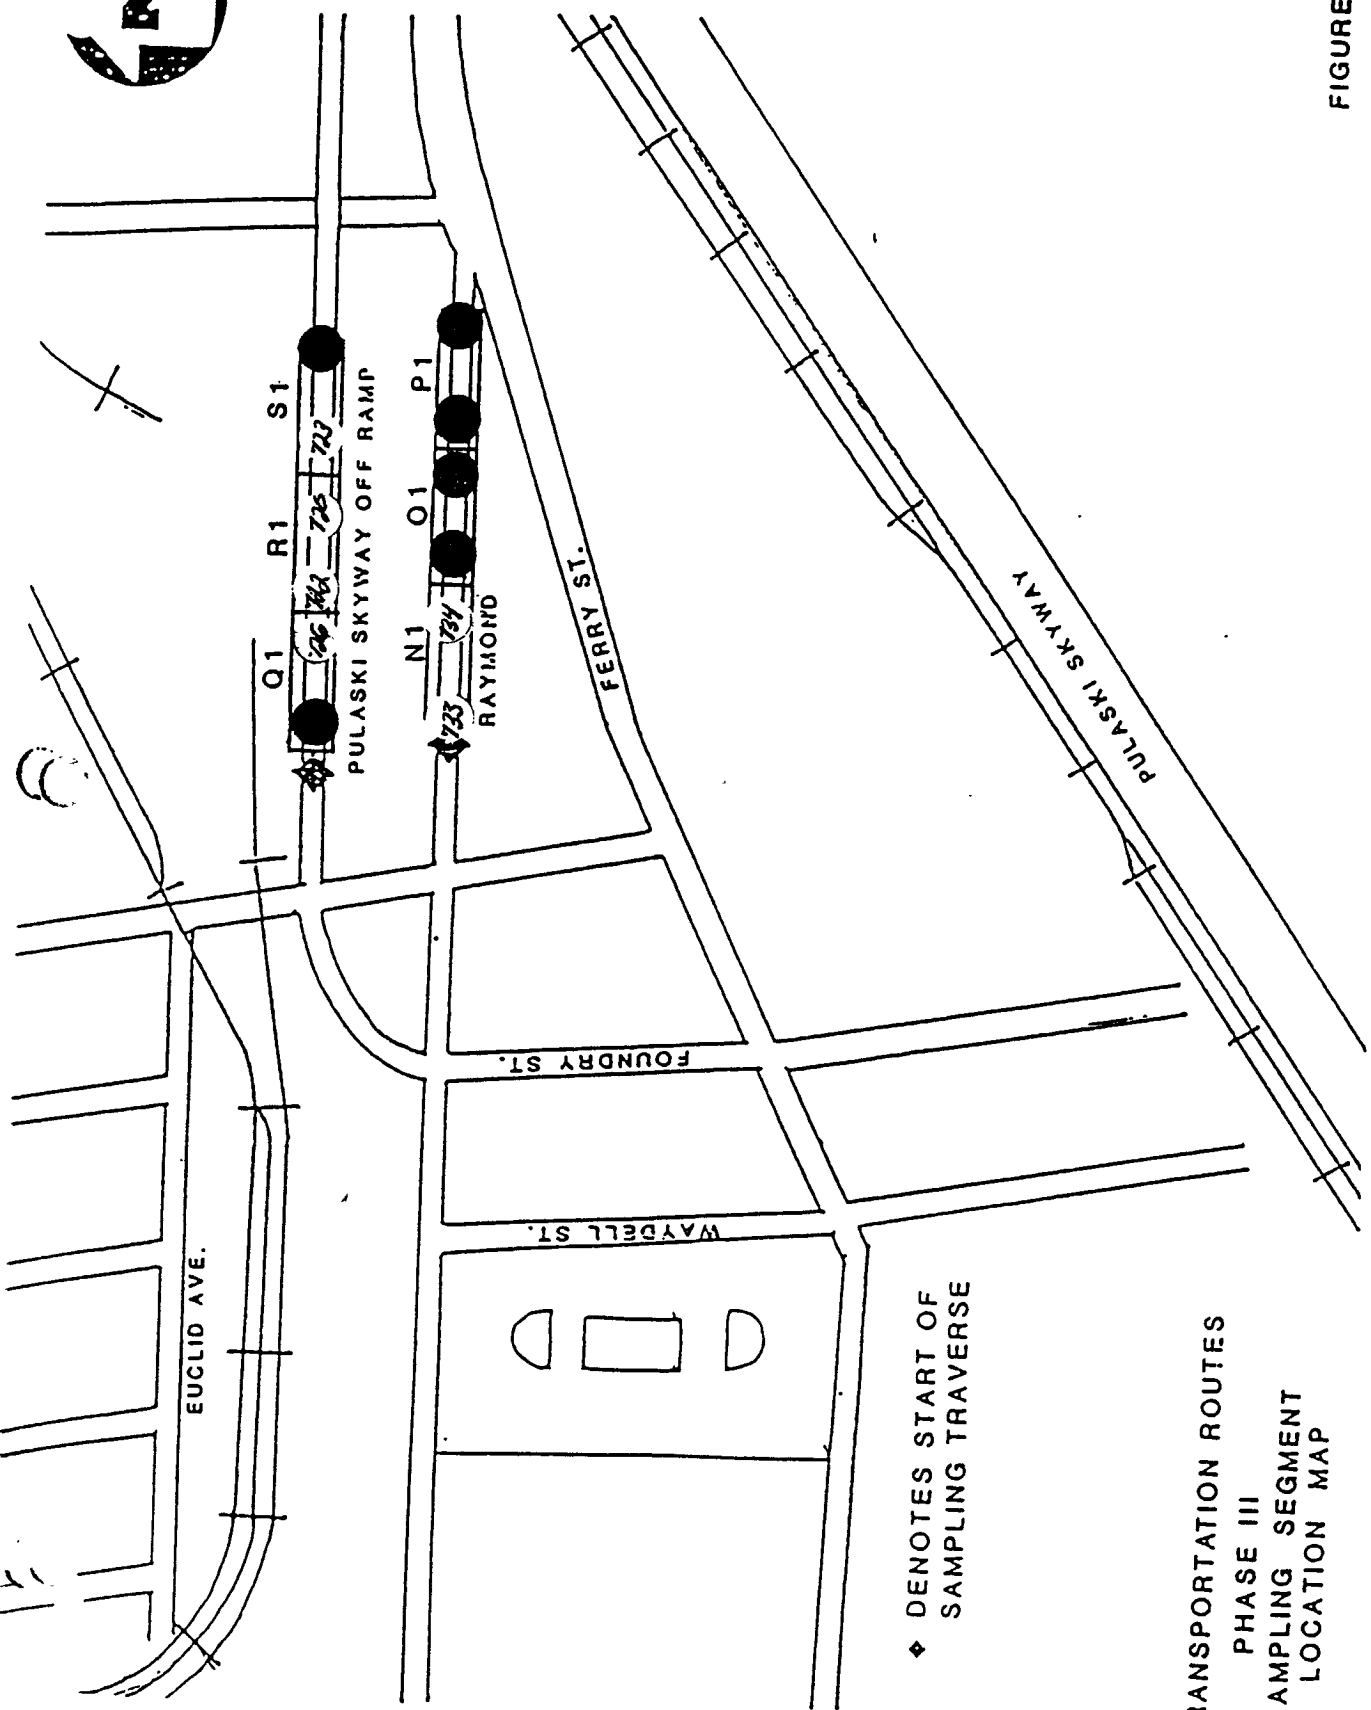 FIGURE
S1
R1
Q1
723
725
726
PULASKI SKYWAY OFF RAMP
P1
O1
N1
734
733
RAYMOND
FERRY ST.
PULASKI SKYWAY
FOUNDRY ST.
WAYDELL ST.
EUCLID AVE.
DENOTES START OF
SAMPLING TRAVERSE
RANSPORTATION ROUTES
PHASE III
AMPLING SEGMENT
LOCATION MAP